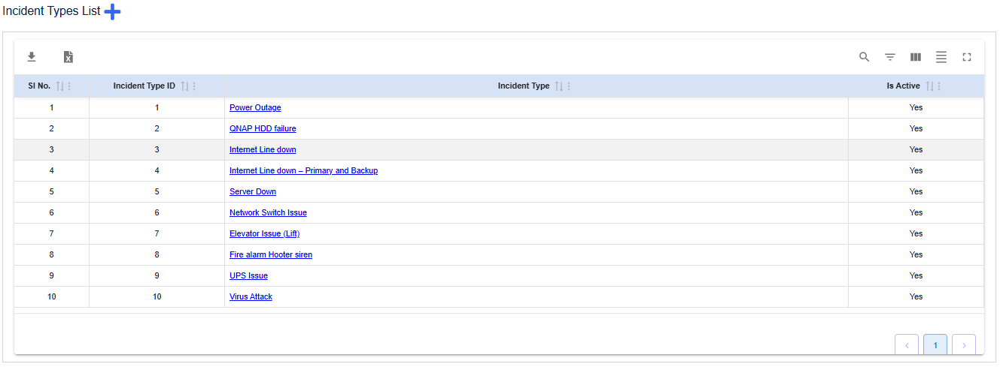 Incident Types List
Sl No. Incident Type ID Incident Type Is Active
1 1 Power Outage Yes
2 2 QNAP HDD failure Yes
3 3 Internet Line down Yes
4 4 Internet Line down – Primary and Backup Yes
5 5 Server Down Yes
6 6 Network Switch Issue Yes
7 7 Elevator Issue (Lift) Yes
8 8 Fire alarm Hooter siren Yes
9 9 UPS Issue Yes
10 10 Virus Attack Yes
1